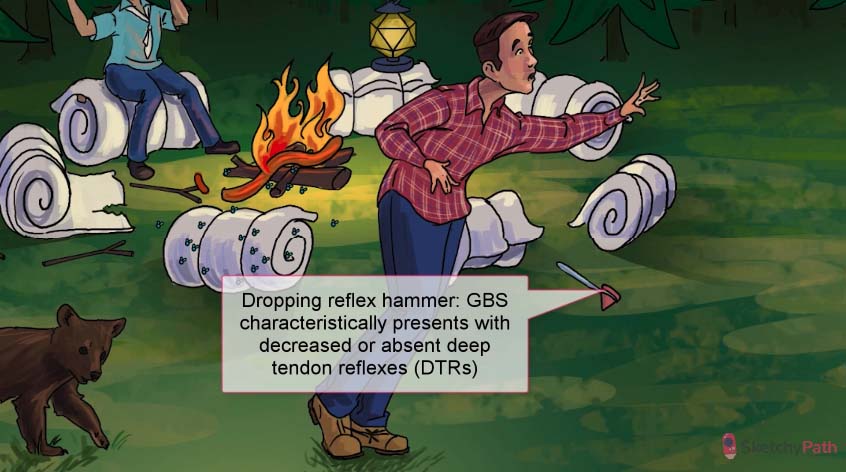 Dropping reflex hammer: GBS
characteristically presents with
decreased or absent deep
tendon reflexes (DTRs)
SketchyPath